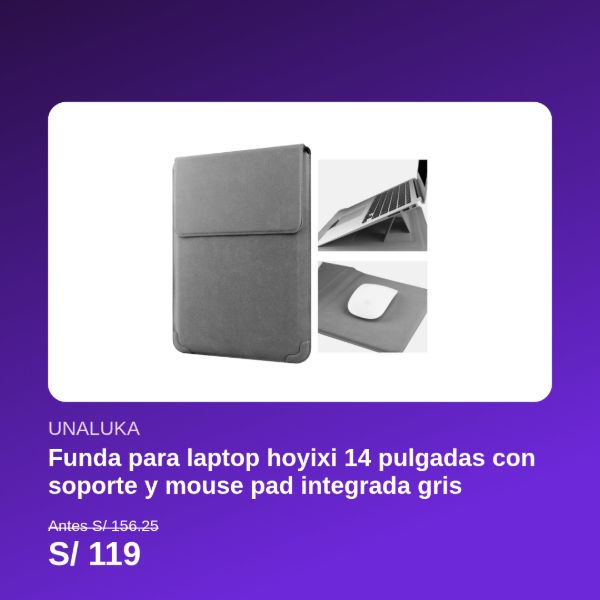 UNALUKA
Funda para laptop hoyixi 14 pulgadas con
soporte y mouse pad integrada gris
Antes S/ 156.25
S/ 119